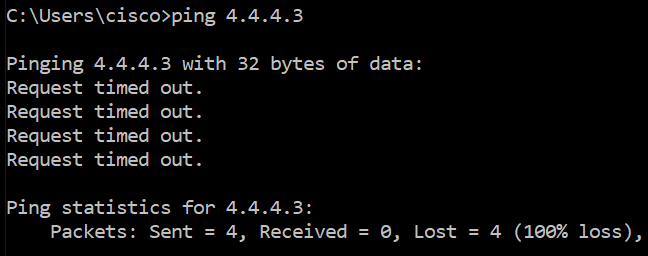 C:\Users\cisco>ping 4.4.4.3
Pinging 4.4.4.3 with 32 bytes of data:
Request timed out.
Request timed out.
Request timed out.
Request timed out.
Ping statistics for 4.4.4.3:
    Packets: Sent = 4, Received = 0, Lost = 4 (100% loss),